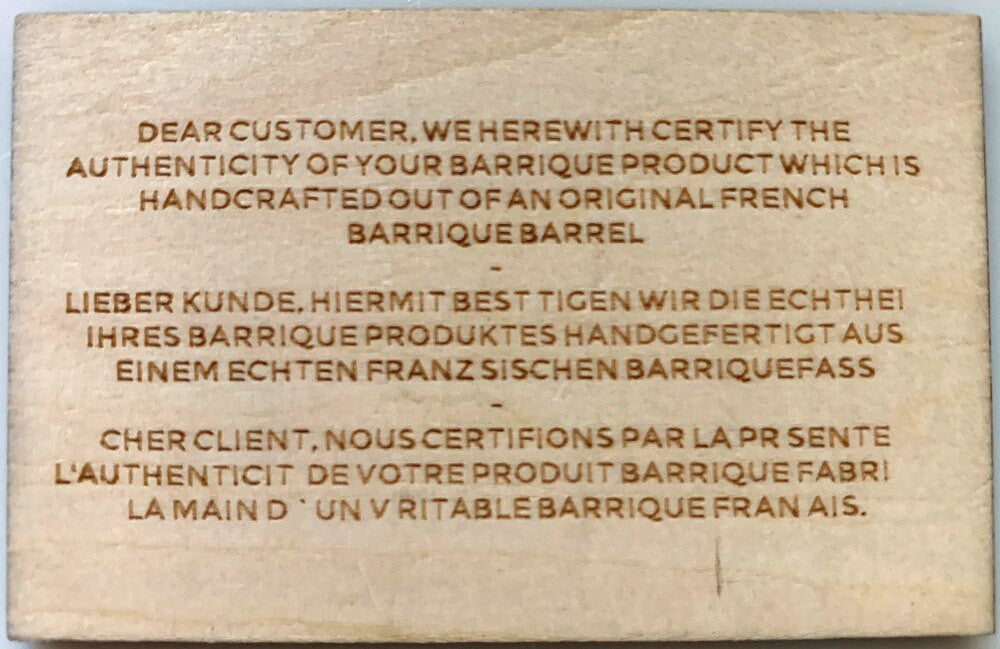 DEAR CUSTOMER, WE HEREWITH CERTIFY THE
AUTHENTICITY OF YOUR BARRIQUE PRODUCT WHICH IS
HANDCRAFTED OUT OF AN ORIGINAL FRENCH
BARRIQUE BARREL
-
LIEBER KUNDE, HIERMIT BEST TIGEN WIR DIE ECHTHEI
IHRES BARRIQUE PRODUKTES HANDGEFERTIGT AUS
EINEM ECHTEN FRANZ SISCHEN BARRIQUEFASS
-
CHER CLIENT, NOUS CERTIFIONS PAR LA PR SENTE
L'AUTHENTICIT DE VOTRE PRODUIT BARRIQUE FABRI
LA MAIN D ` UN V RITABLE BARRIQUE FRAN AIS.